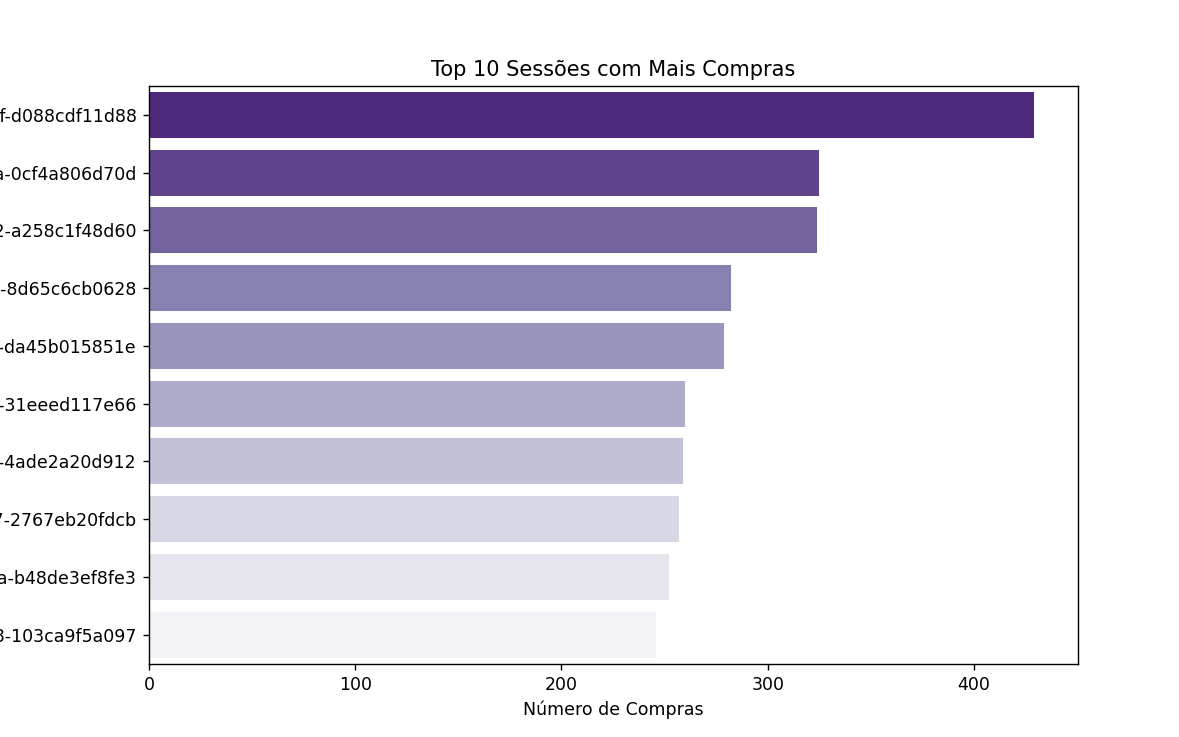 Top 10 Sessões com Mais Compras
f-d088cdf11d88
a-0cf4a806d70d
2-a258c1f48d60
-8d65c6cb0628
-da45b015851e
-31eeed117e66
-4ade2a20d912
7-2767eb20fdcb
a-b48de3ef8fe3
3-103ca9f5a097
0 100 200 300 400
Número de Compras